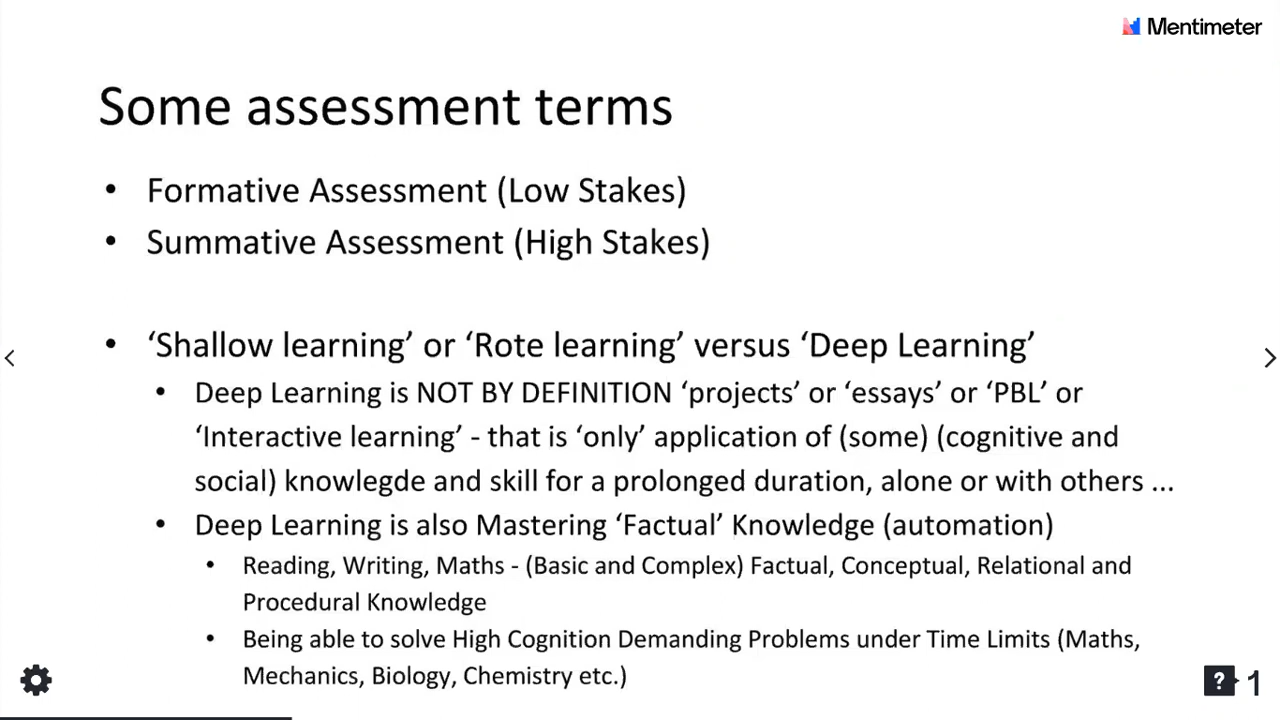 Mentimeter
Some assessment terms
• Formative Assessment (Low Stakes)
• Summative Assessment (High Stakes)
• ‘Shallow learning’ or ‘Rote learning’ versus ‘Deep Learning’
• Deep Learning is NOT BY DEFINITION ‘projects’ or ‘essays’ or ‘PBL’ or
‘Interactive learning’ - that is ‘only’ application of (some) (cognitive and
social) knowlegde and skill for a prolonged duration, alone or with others ...
• Deep Learning is also Mastering ‘Factual’ Knowledge (automation)
• Reading, Writing, Maths - (Basic and Complex) Factual, Conceptual, Relational and
Procedural Knowledge
• Being able to solve High Cognition Demanding Problems under Time Limits (Maths,
Mechanics, Biology, Chemistry etc.)
? 1